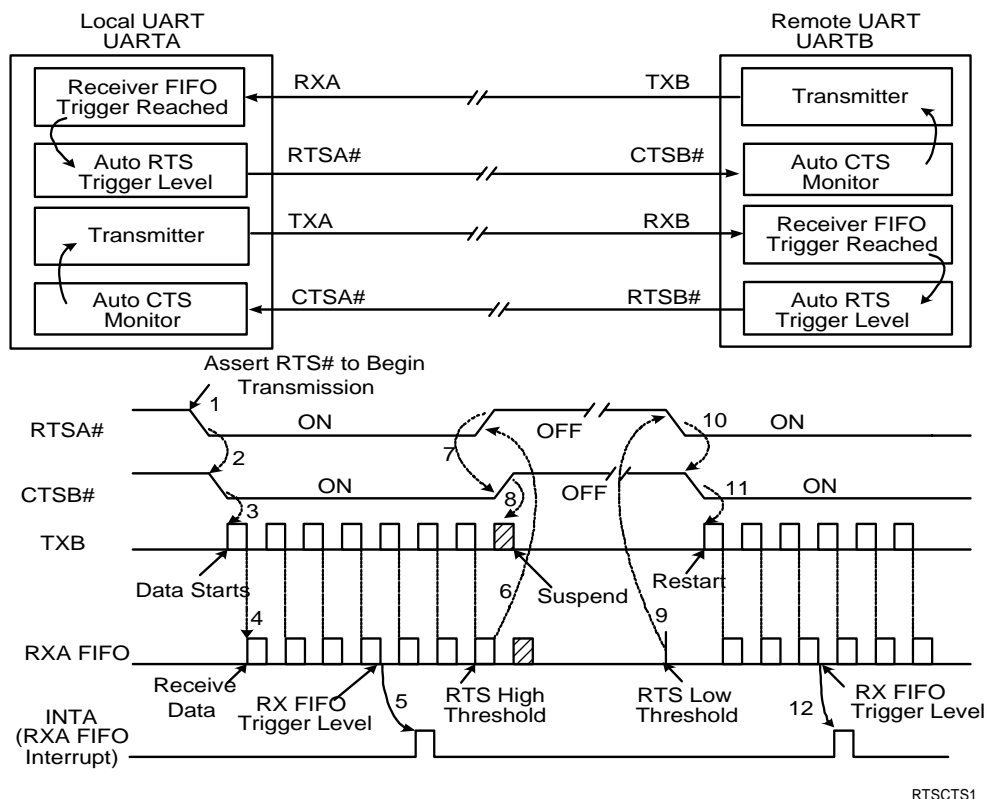 Local UART
UARTA
Remote UART
UARTB
Receiver FIFO
Trigger Reached
RXA
TXB
Transmitter
Auto RTS
Trigger Level
RTSA#
CTSB#
Auto CTS
Monitor
Transmitter
TXA
RXB
Receiver FIFO
Trigger Reached
Auto CTS
Monitor
CTSA#
RTSB#
Auto RTS
Trigger Level
Assert RTS# to Begin
Transmission
RTSA#
1
ON
7
OFF
10
ON
2
CTSB#
ON
8
OFF
11
ON
3
TXB
Data Starts
6
Suspend
Restart
4
9
RXA FIFO
Receive
Data
RX FIFO
Trigger Level
5
RTS High
Threshold
RTS Low
Threshold
12
RX FIFO
Trigger Level
INTA
(RXA FIFO
Interrupt)
RTSCTS1